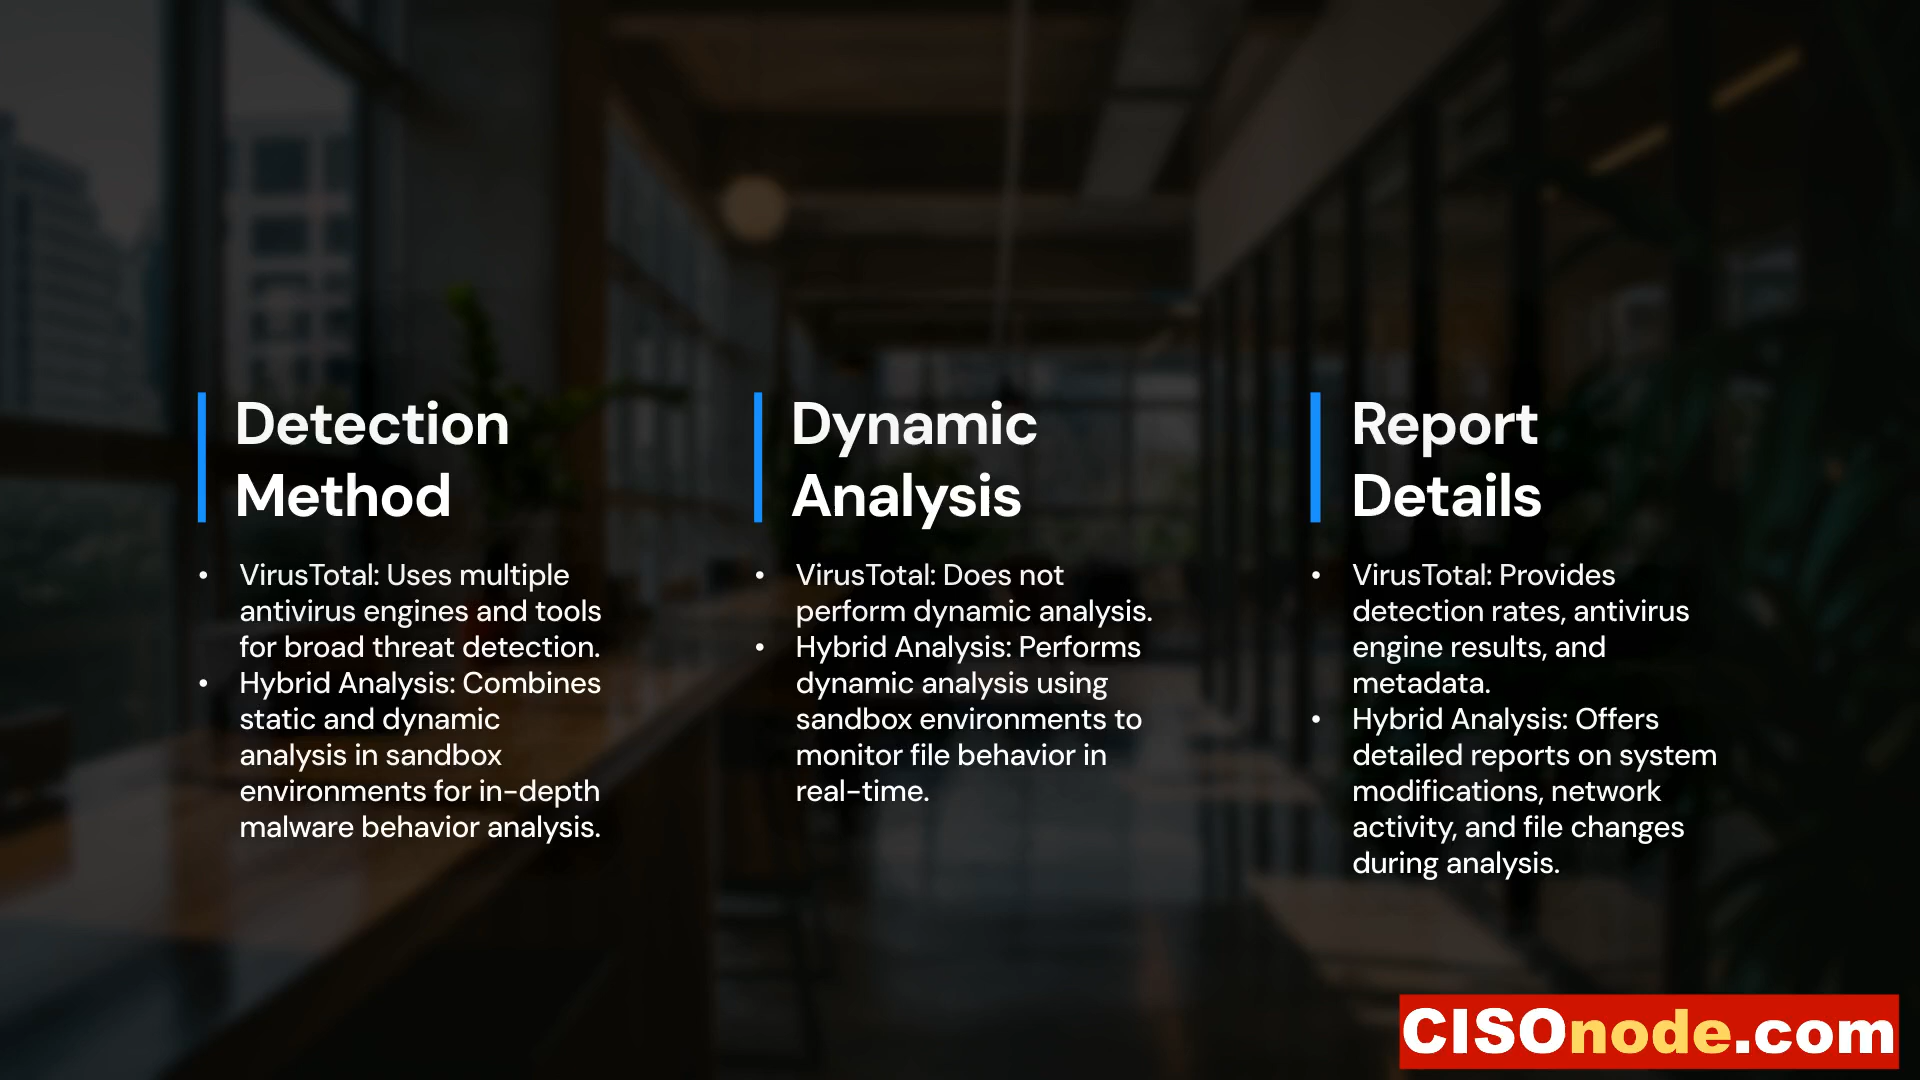 Detection
Method
• VirusTotal: Uses multiple
antivirus engines and tools
for broad threat detection.
• Hybrid Analysis: Combines
static and dynamic
analysis in sandbox
environments for in-depth
malware behavior analysis.
Dynamic
Analysis
• VirusTotal: Does not
perform dynamic analysis.
• Hybrid Analysis: Performs
dynamic analysis using
sandbox environments to
monitor file behavior in
real-time.
Report
Details
• VirusTotal: Provides
detection rates, antivirus
engine results, and
metadata.
• Hybrid Analysis: Offers
detailed reports on system
modifications, network
activity, and file changes
during analysis.
CISOnode.com